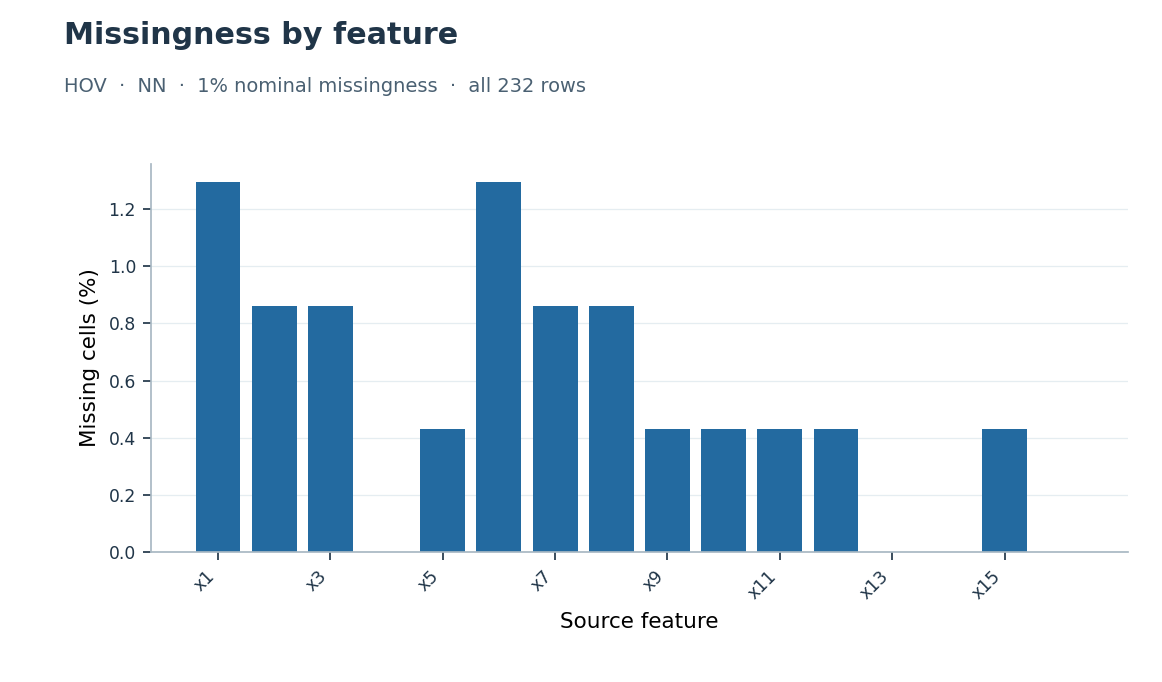 Missingness by feature
HOV · NN · 1% nominal missingness · all 232 rows
Missing cells (%)
1.2
1.0
0.8
0.6
0.4
0.2
0.0
x1 x3 x5 x7 x9 x11 x13 x15
Source feature